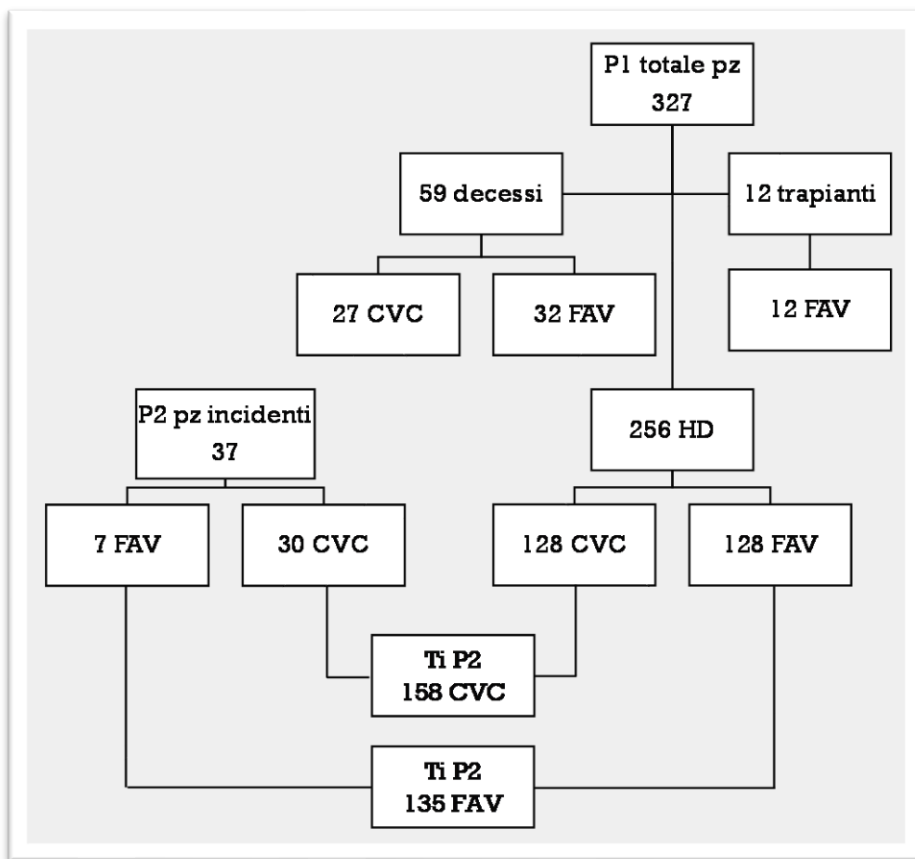 P1 totale pz
327
59 decessi
12 trapianti
27 CVC
32 FAV
12 FAV
P2 pz incidenti
37
256 HD
7 FAV
30 CVC
128 CVC
128 FAV
Ti P2
158 CVC
Ti P2
135 FAV